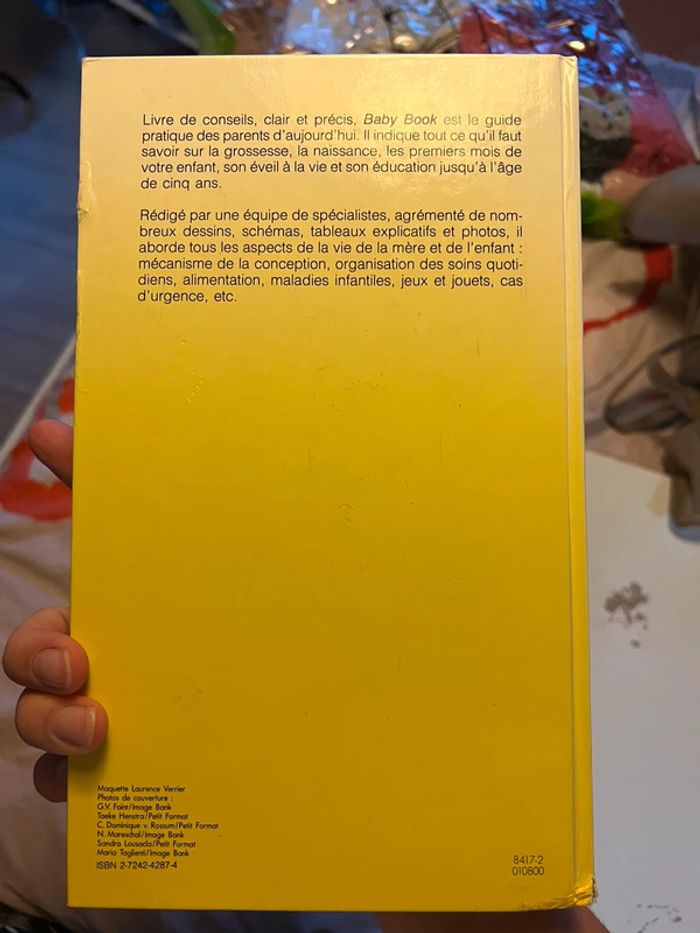 Livre de conseils, clair et précis, Baby Book est le guide
pratique des parents d'aujourd'hui. Il indique tout ce qu'il faut
savoir sur la grossesse, la naissance, les premiers mois de
votre enfant, son éveil à la vie et son éducation jusqu'à l'âge
de cinq ans.
Rédigé par une équipe de spécialistes, agrémenté de nom-
breux dessins, schémas, tableaux explicatifs et photos, il
aborde tous les aspects de la vie de la mère et de l'enfant :
mécanisme de la conception, organisation des soins quoti-
diens, alimentation, maladies infantiles, jeux et jouets, cas
d'urgence, etc.
Maquette Laurence Verrier
Photos de couverture :
G.V. Faint/Image Bank
Taeke Henstra/Petit Format
C. Dominique v. Rossum/Petit Format
N. Mareschal/Image Bank
Sandra Lousada/Petit Format
Maria Taglienti/Image Bank
ISBN 2-7242-4287-4
8417-2
010800